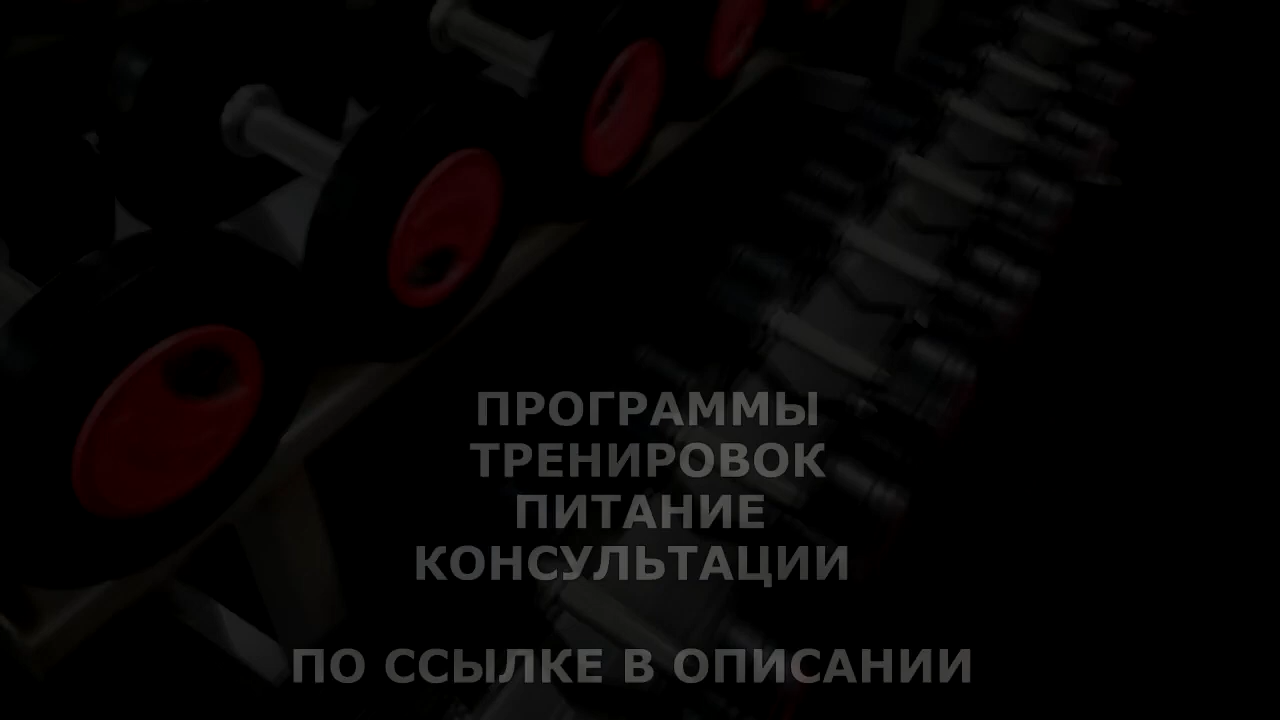 ПРОГРАММЫ
ТРЕНИРОВОК
ПИТАНИЕ
КОНСУЛЬТАЦИИ
ПО ССЫЛКЕ В ОПИСАНИИ